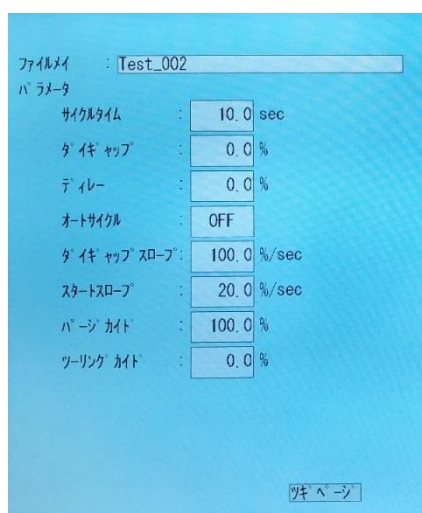 ﾌｧｲﾙﾒｲ : Test_002
ﾊﾟﾗﾒｰﾀ
ｻｲｸﾙﾀｲﾑ : 10.0 sec
ﾀﾞｲｷﾞｬｯﾌﾟ : 0.0 %
ﾃﾞｨﾚｰ : 0.0 %
ｵｰﾄｻｲｸﾙ : OFF
ﾀﾞｲｷﾞｬｯﾌﾟｽﾛｰﾌﾟ: 100.0 %/sec
ｽﾀｰﾄｽﾛｰﾌﾟ : 20.0 %/sec
ﾊﾟｰｼﾞｶｲﾄﾞ : 100.0 %
ﾂｰﾘﾝｸﾞｶｲﾄﾞ : 0.0 %
ﾂｷﾞﾍﾟｰｼﾞ